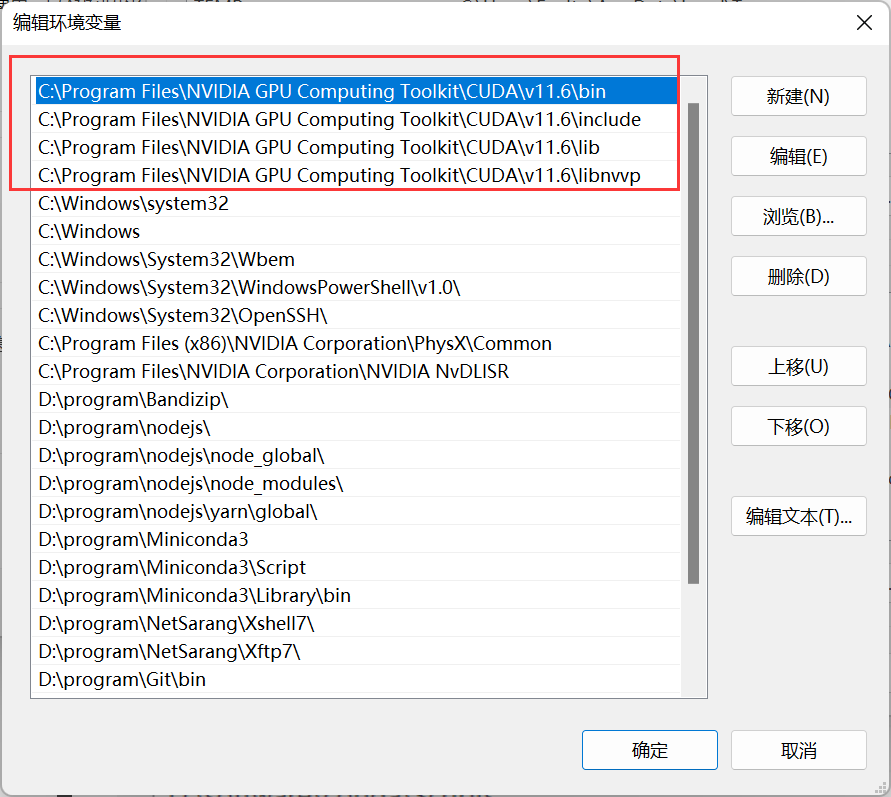 编辑环境变量
C:\Program Files\NVIDIA GPU Computing Toolkit\CUDA\v11.6\bin
新建(N)
C:\Program Files\NVIDIA GPU Computing Toolkit\CUDA\v11.6\include
C:\Program Files\NVIDIA GPU Computing Toolkit\CUDA\v11.6\lib
编辑(E)
C:\Program Files\NVIDIA GPU Computing Toolkit\CUDA\v11.6\libnvvp
C:\Windows\system32
浏览(B)...
C:\Windows
C:\Windows\System32\Wbem
删除(D)
C:\Windows\System32\WindowsPowerShell\v1.0\
C:\Windows\System32\OpenSSH\
C:\Program Files (x86)\NVIDIA Corporation\PhysX\Common
上移(U)
C:\Program Files\NVIDIA Corporation\NVIDIA NvDLISR
D:\program\Bandizip\
下移(O)
D:\program\nodejs\
D:\program\nodejs\node_global\
D:\program\nodejs\node_modules\
D:\program\nodejs\yarn\global\
编辑文本(T)...
D:\program\Miniconda3
D:\program\Miniconda3\Script
D:\program\Miniconda3\Library\bin
D:\program\NetSarang\Xshell7\
D:\program\NetSarang\Xftp7\
D:\program\Git\bin
确定
取消